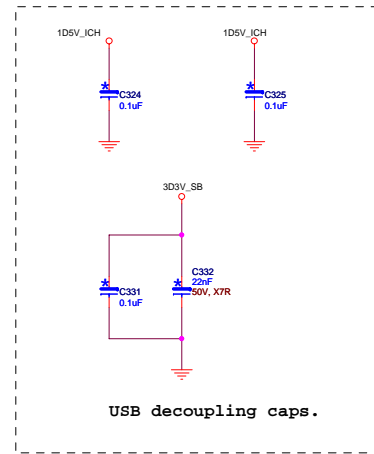 1D5V_ICH 1D5V_ICH
* C324 * C325
0.1uF 0.1uF
3D3V_SB
C332
* 22nF
* C331 50V, X7R
0.1uF
USB decoupling caps.